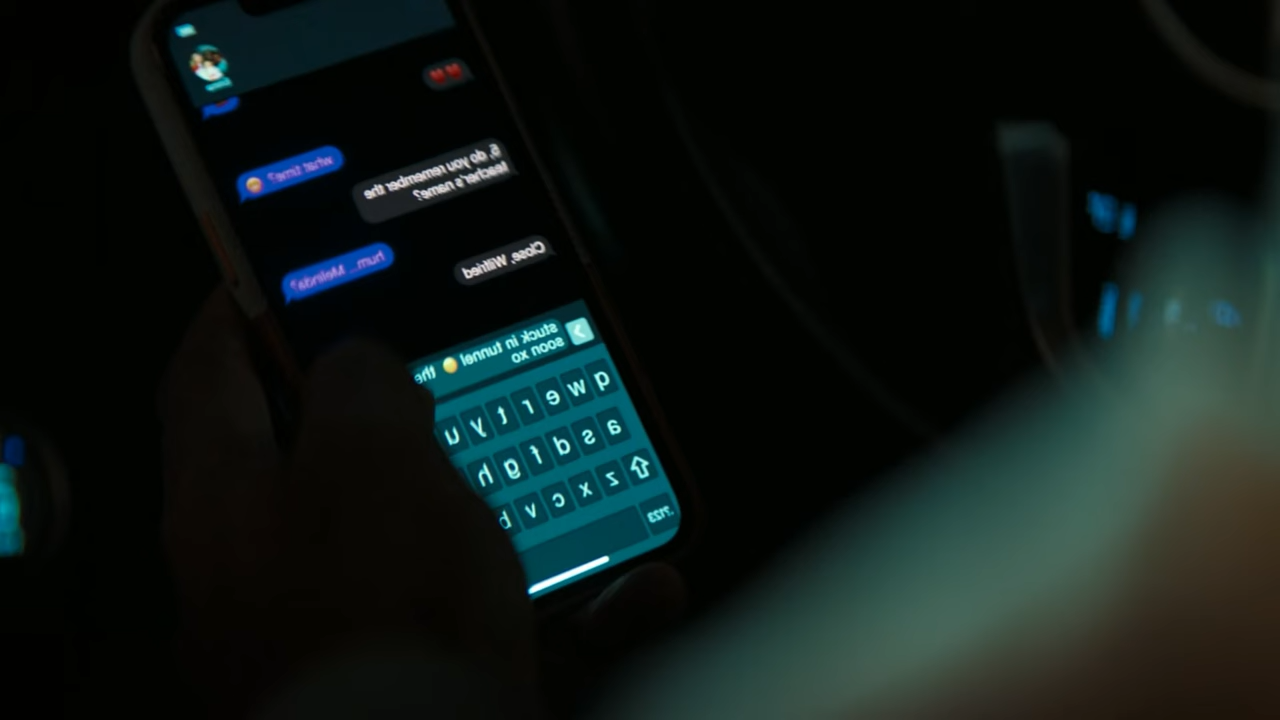 what time?
5, do you remember the
teacher's name?
hum... Melinda?
Close, Wilfried
stuck in tunnel the
soon xo
q w e r t y u
a s d f g h
z x c v b
.?123